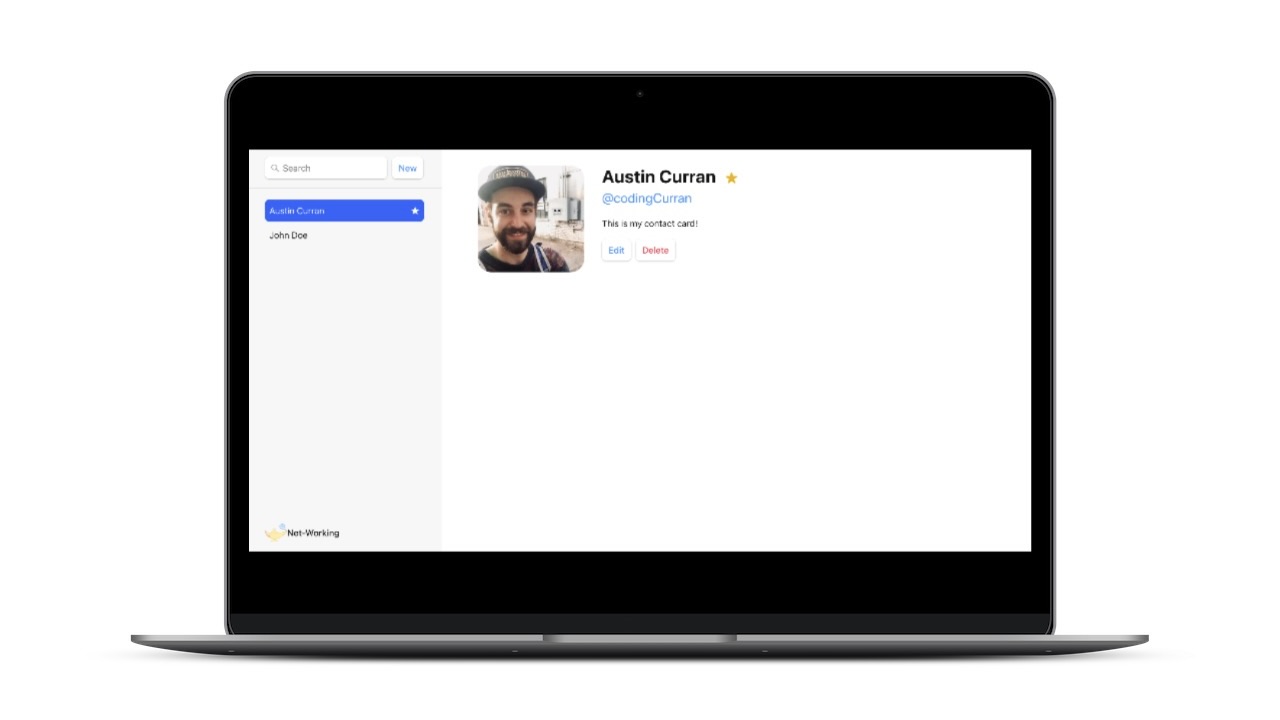 Search
New
Austin Curran
John Doe
Net-Working
Austin Curran
@codingCurran
This is my contact card!
Edit
Delete